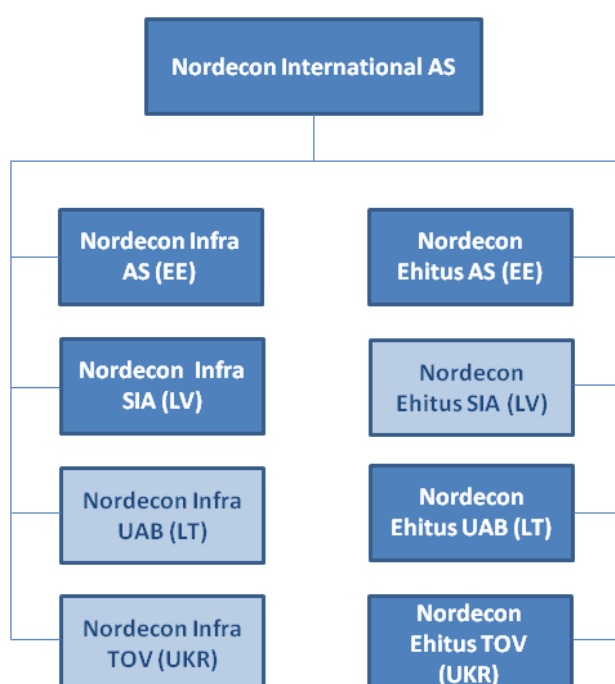 Nordecon International AS
Nordecon Infra
AS (EE)
Nordecon
Ehitus AS (EE)
Nordecon Infra
SIA (LV)
Nordecon
Ehitus SIA (LV)
Nordecon Infra
UAB (LT)
Nordecon
Ehitus UAB (LT)
Nordecon Infra
TOV (UKR)
Nordecon
Ehitus TOV
(UKR)